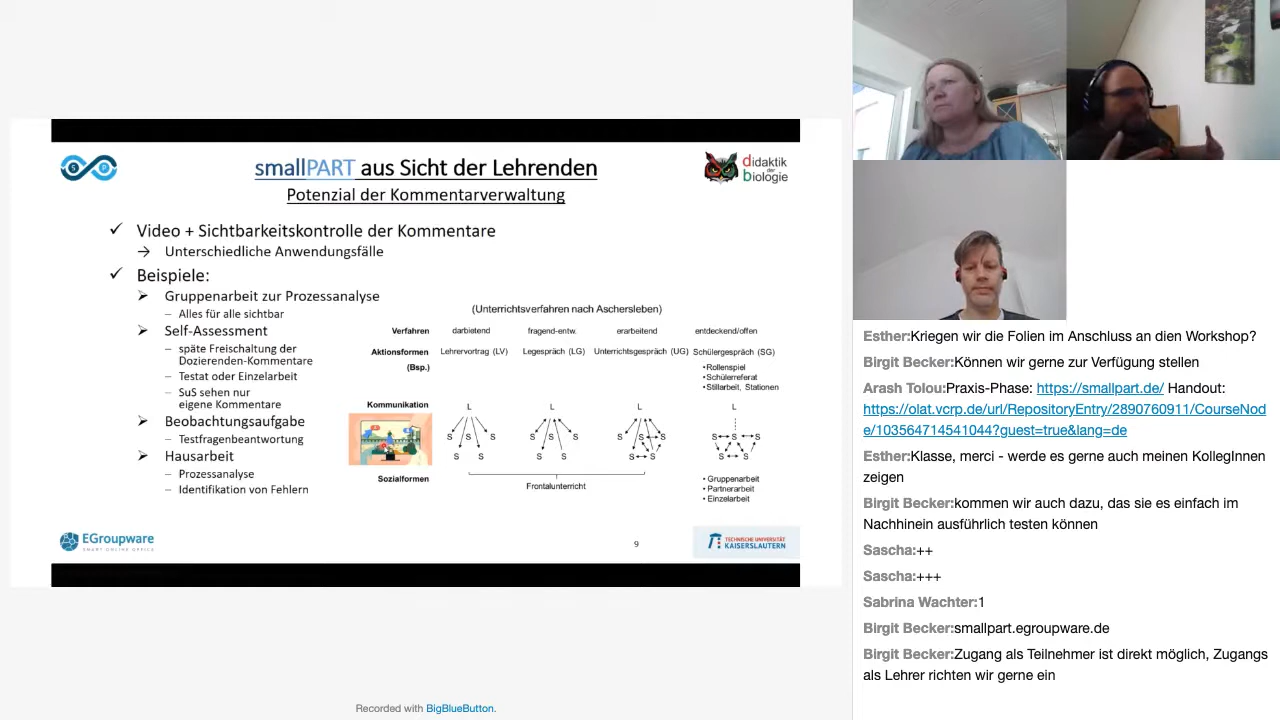 S P
smallPART aus Sicht der Lehrenden
didaktik
der
biologie
Potenzial der Kommentarverwaltung
✓ Video + Sichtbarkeitskontrolle der Kommentare
→ Unterschiedliche Anwendungsfälle
✓ Beispiele:
➢ Gruppenarbeit zur Prozessanalyse
– Alles für alle sichtbar
➢ Self-Assessment
– späte Freischaltung der
Dozierenden-Kommentare
– Testat oder Einzelarbeit
– SuS sehen nur
eigene Kommentare
➢ Beobachtungsaufgabe
– Testfragenbeantwortung
➢ Hausarbeit
– Prozessanalyse
– Identifikation von Fehlern
(Unterrichtsverfahren nach Aschersleben)
Verfahren darbietend fragend-entw. erarbeitend entdeckend/offen
Aktionsformen Lehrervortrag (LV) Legespräch (LG) Unterrichtsgespräch (UG) Schülergespräch (SG)
(Bsp.) • Rollenspiel
• Schülerreferat
• Stillarbeit, Stationen
Kommunikation L L L L
S S S S S S S S S S S S
S S S S S S S S
Sozialformen
Frontalunterricht
• Gruppenarbeit
• Partnerarbeit
• Einzelarbeit
EGroupware
SMART ONLINE OFFICE
9
TECHNISCHE UNIVERSITÄT
KAISERSLAUTERN
Recorded with BigBlueButton.
Esther:Kriegen wir die Folien im Anschluss an dien Workshop?
Birgit Becker:Können wir gerne zur Verfügung stellen
Arash Tolou:Praxis-Phase: https://smallpart.de/ Handout:
https://olat.vcrp.de/url/RepositoryEntry/2890760911/CourseNod
e/103564714541044?guest=true&lang=de
Esther:Klasse, merci - werde es gerne auch meinen KollegInnen
zeigen
Birgit Becker:kommen wir auch dazu, das sie es einfach im
Nachhinein ausführlich testen können
Sascha:++
Sascha:+++
Sabrina Wachter:1
Birgit Becker:smallpart.egroupware.de
Birgit Becker:Zugang als Teilnehmer ist direkt möglich, Zugangs
als Lehrer richten wir gerne ein